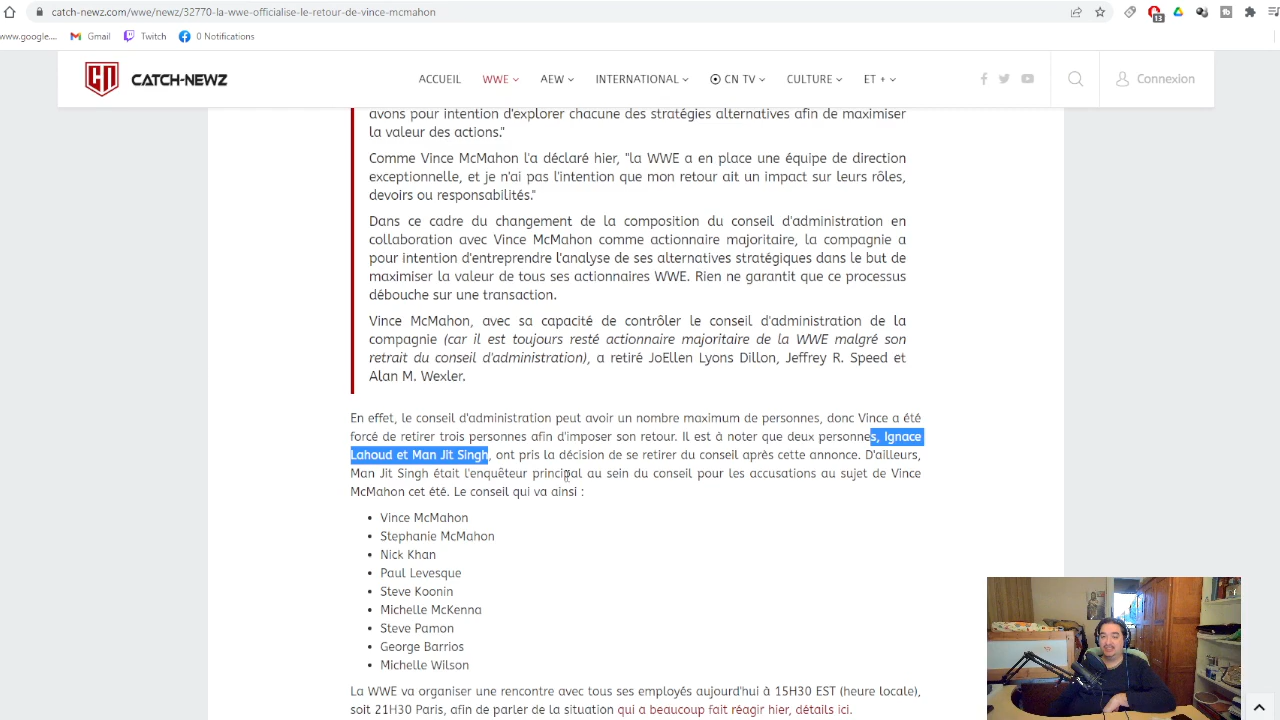 catch-newz.com/wwe/newz/32770-la-wwe-officialise-le-retour-de-vince-mcmahon
13
www.google.... Gmail Twitch 0 Notifications
CN CATCH-NEWZ ACCUEIL WWE AEW INTERNATIONAL CN TV CULTURE ET + Connexion
avons pour intention d'explorer chacune des stratégies alternatives afin de maximiser
la valeur des actions."
Comme Vince McMahon l'a déclaré hier, "la WWE a en place une équipe de direction
exceptionnelle, et je n'ai pas l'intention que mon retour ait un impact sur leurs rôles,
devoirs ou responsabilités."
Dans ce cadre du changement de la composition du conseil d'administration en
collaboration avec Vince McMahon comme actionnaire majoritaire, la compagnie a
pour intention d'entreprendre l'analyse de ses alternatives stratégiques dans le but de
maximiser la valeur de tous ses actionnaires WWE. Rien ne garantit que ce processus
débouche sur une transaction.
Vince McMahon, avec sa capacité de contrôler le conseil d'administration de la
compagnie (car il est toujours resté actionnaire majoritaire de la WWE malgré son
retrait du conseil d'administration), a retiré JoEllen Lyons Dillon, Jeffrey R. Speed et
Alan M. Wexler.
En effet, le conseil d'administration peut avoir un nombre maximum de personnes, donc Vince a été
forcé de retirer trois personnes afin d'imposer son retour. Il est à noter que deux personnes, Ignace
Lahoud et Man Jit Singh, ont pris la décision de se retirer du conseil après cette annonce. D'ailleurs,
Man Jit Singh était l'enquêteur principal au sein du conseil pour les accusations au sujet de Vince
McMahon cet été. Le conseil qui va ainsi :
• Vince McMahon
• Stephanie McMahon
• Nick Khan
• Paul Levesque
• Steve Koonin
• Michelle McKenna
• Steve Pamon
• George Barrios
• Michelle Wilson
La WWE va organiser une rencontre avec tous ses employés aujourd'hui à 15H30 EST (heure locale),
soit 21H30 Paris, afin de parler de la situation qui a beaucoup fait réagir hier, détails ici.